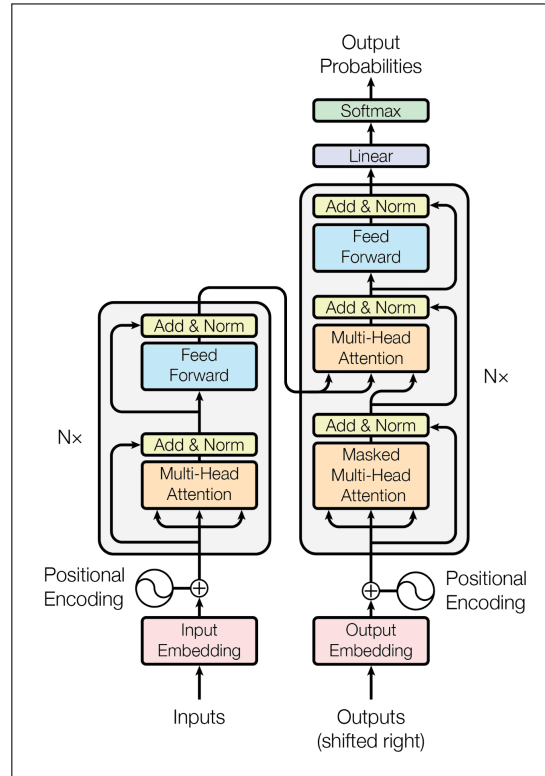 Output
Probabilities
Softmax
Linear
Add & Norm
Feed
Forward
Add & Norm
Multi-Head
Attention
Nx
Add & Norm
Masked
Multi-Head
Attention
Add & Norm
Feed
Forward
Nx
Add & Norm
Multi-Head
Attention
Positional
Encoding
Positional
Encoding
Input
Embedding
Output
Embedding
Inputs
Outputs
(shifted right)